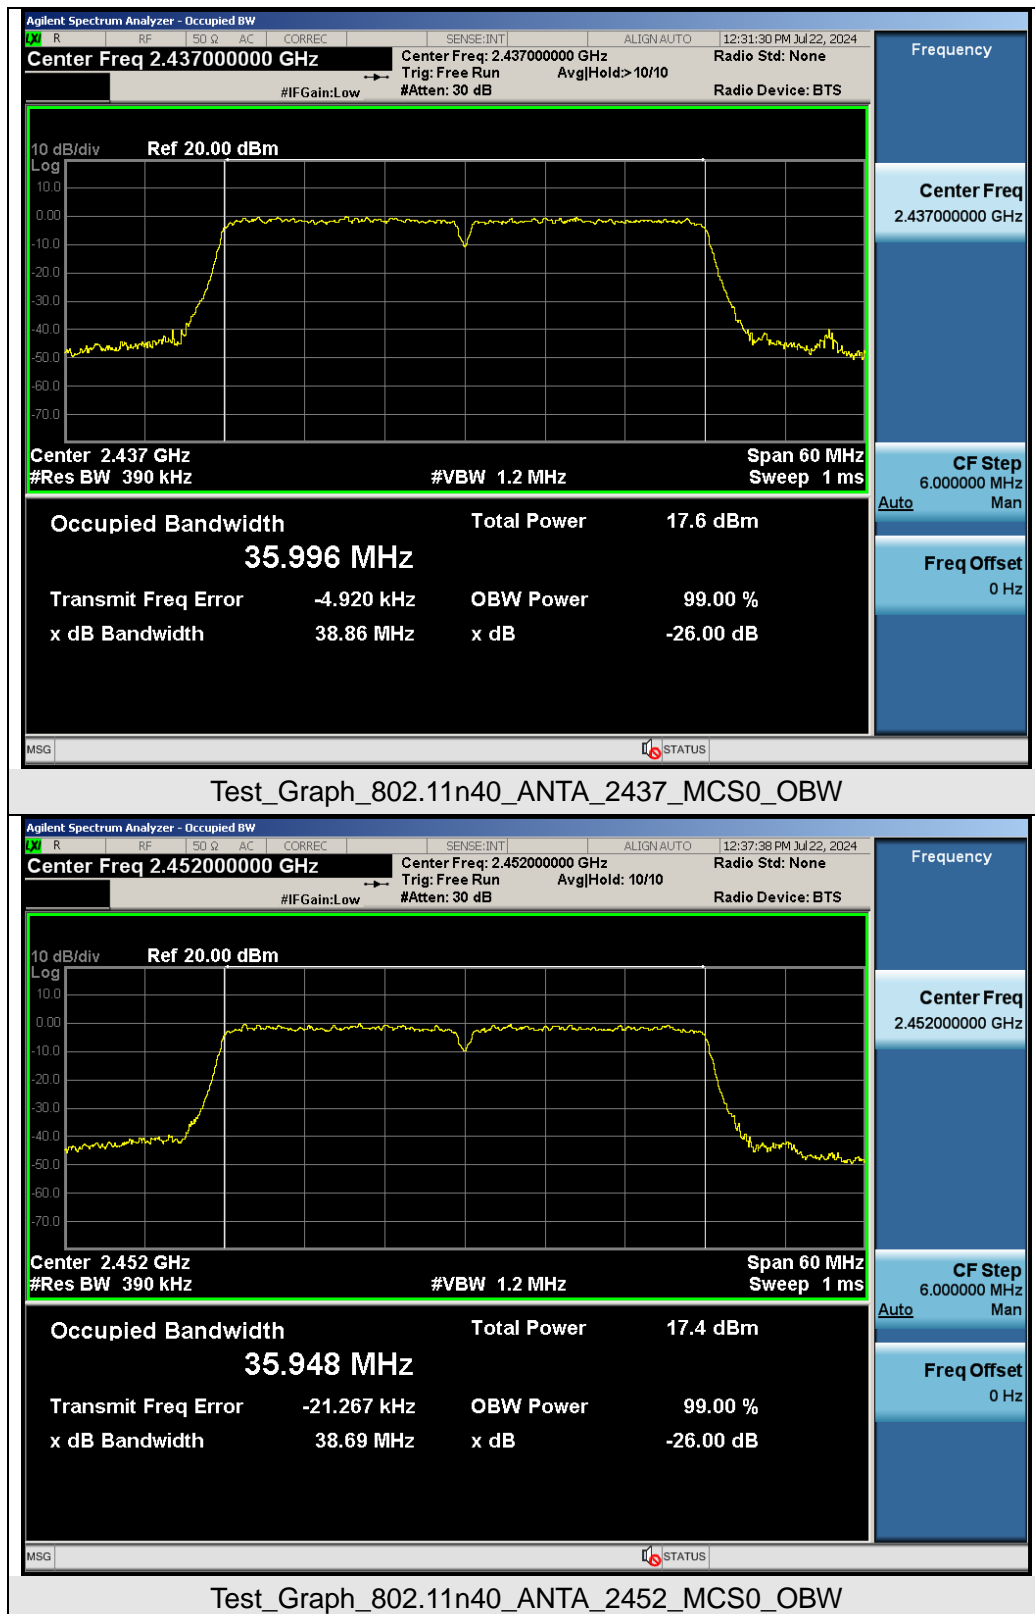 Agilent Spectrum Analyzer - Occupied BW
LXI R RF 50 Ω AC CORREC SENSE:INT ALIGN AUTO 12:31:30 PM Jul 22, 2024
Center Freq 2.437000000 GHz Center Freq: 2.437000000 GHz Radio Std: None Frequency
Trig: Free Run Avg|Hold:> 10/10
#IFGain:Low #Atten: 30 dB Radio Device: BTS
10 dB/div Ref 20.00 dBm
Log
10.0
0.00
-10.0
-20.0
-30.0
-40.0
-50.0
-60.0
-70.0
Center Freq
2.437000000 GHz
Center 2.437 GHz Span 60 MHz
#Res BW 390 kHz #VBW 1.2 MHz Sweep 1 ms
CF Step
6.000000 MHz
Auto Man
Occupied Bandwidth Total Power 17.6 dBm
35.996 MHz
Freq Offset
0 Hz
Transmit Freq Error -4.920 kHz OBW Power 99.00 %
x dB Bandwidth 38.86 MHz x dB -26.00 dB
MSG STATUS
Test_Graph_802.11n40_ANTA_2437_MCS0_OBW
Agilent Spectrum Analyzer - Occupied BW
LXI R RF 50 Ω AC CORREC SENSE:INT ALIGN AUTO 12:37:38 PM Jul 22, 2024
Center Freq 2.452000000 GHz Center Freq: 2.452000000 GHz Radio Std: None Frequency
Trig: Free Run Avg|Hold: 10/10
#IFGain:Low #Atten: 30 dB Radio Device: BTS
10 dB/div Ref 20.00 dBm
Log
10.0
0.00
-10.0
-20.0
-30.0
-40.0
-50.0
-60.0
-70.0
Center Freq
2.452000000 GHz
Center 2.452 GHz Span 60 MHz
#Res BW 390 kHz #VBW 1.2 MHz Sweep 1 ms
CF Step
6.000000 MHz
Auto Man
Occupied Bandwidth Total Power 17.4 dBm
35.948 MHz
Freq Offset
0 Hz
Transmit Freq Error -21.267 kHz OBW Power 99.00 %
x dB Bandwidth 38.69 MHz x dB -26.00 dB
MSG STATUS
Test_Graph_802.11n40_ANTA_2452_MCS0_OBW